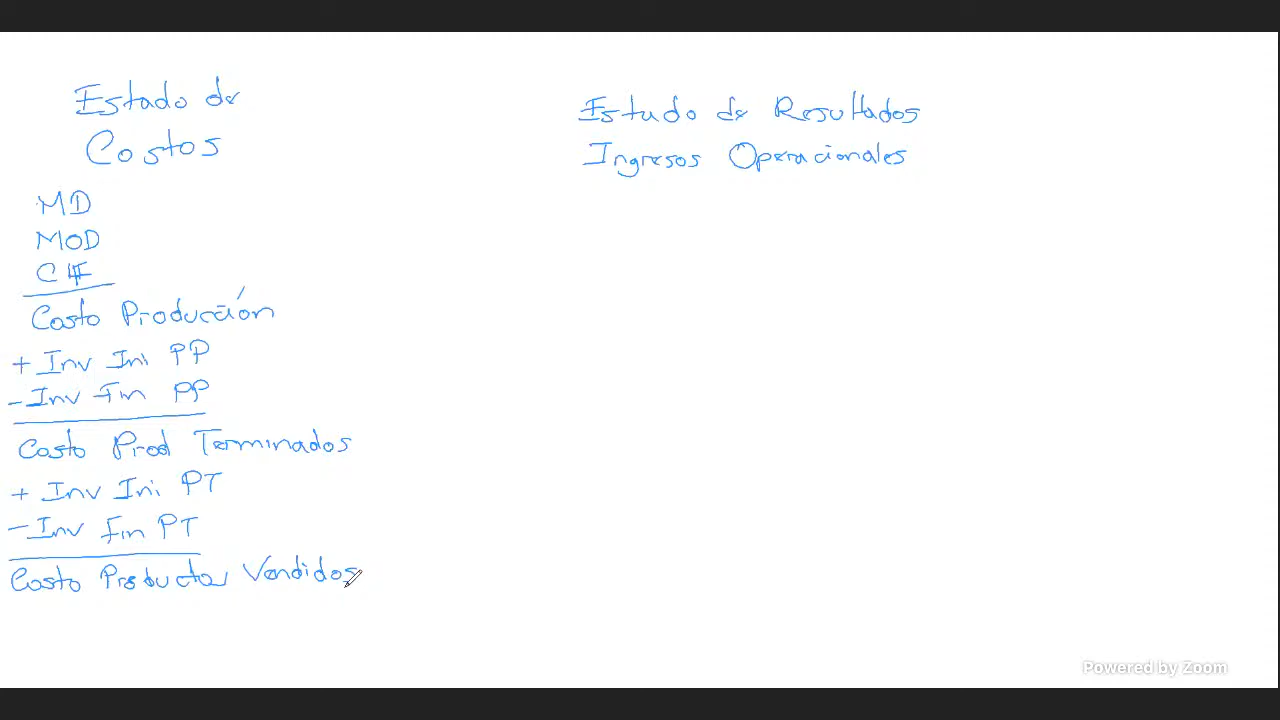 Estado de
Costos
MD
MOD
CIF
Costo Producción
+ Inv Ini PP
- Inv Fin PP
Costo Prod Terminados
+ Inv Ini PT
- Inv Fin PT
Costo Productos Vendidos
Estado de Resultados
Ingresos Operacionales
Powered by Zoom